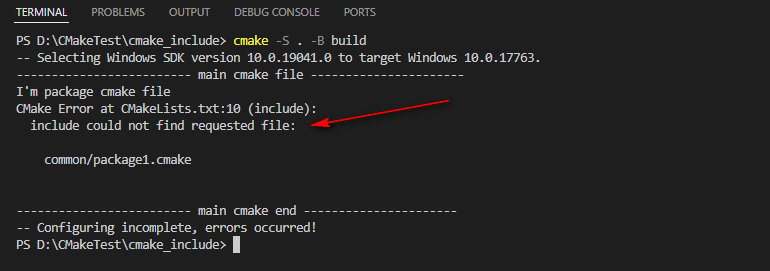 TERMINAL PROBLEMS OUTPUT DEBUG CONSOLE PORTS
PS D:\CMakeTest\cmake_include> cmake -S . -B build
-- Selecting Windows SDK version 10.0.19041.0 to target Windows 10.0.17763.
------------------------ main cmake file ----------------------
I'm package cmake file
CMake Error at CMakeLists.txt:10 (include):
include could not find requested file:
common/package1.cmake
------------------------ main cmake end ----------------------
-- Configuring incomplete, errors occurred!
PS D:\CMakeTest\cmake_include>